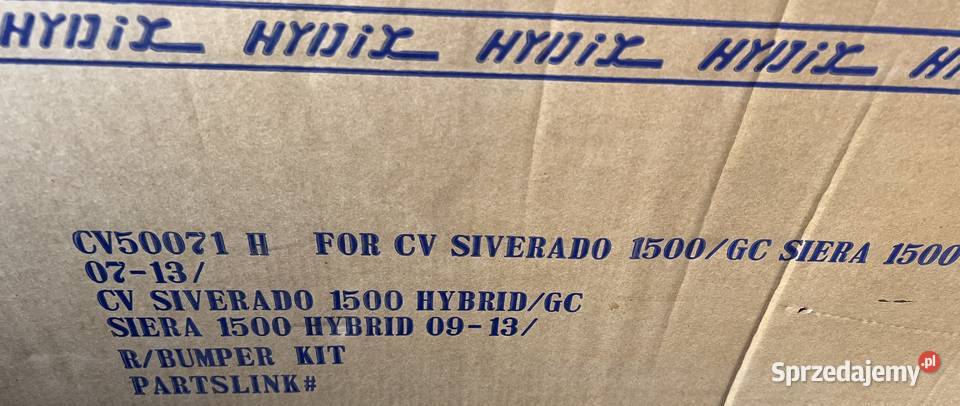 HYDiX HYDiX HYDiX HYDiX
CV50071 H FOR CV SIVERADO 1500/GC SIERA 1500
07-13/
CV SIVERADO 1500 HYBRID/GC
SIERA 1500 HYBRID 09-13/
R/BUMPER KIT
PARTSLINK#
Sprzedajemy.pl